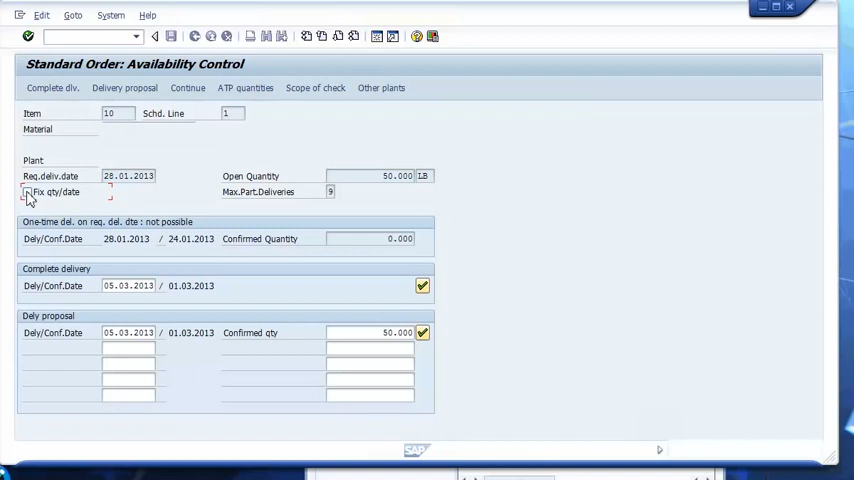 Edit Goto System Help
Standard Order: Availability Control
Complete dlv. Delivery proposal Continue ATP quantities Scope of check Other plants
Item 10 Schd. Line 1
Material
Plant
Req.deliv.date 28.01.2013 Open Quantity 50.000 LB
Fix qty/date Max.Part.Deliveries 9
One-time del. on req. del. dte : not possible
Dely/Conf.Date 28.01.2013 / 24.01.2013 Confirmed Quantity 0.000
Complete delivery
Dely/Conf.Date 05.03.2013 / 01.03.2013
Dely proposal
Dely/Conf.Date 05.03.2013 / 01.03.2013 Confirmed qty 50.000
SAP